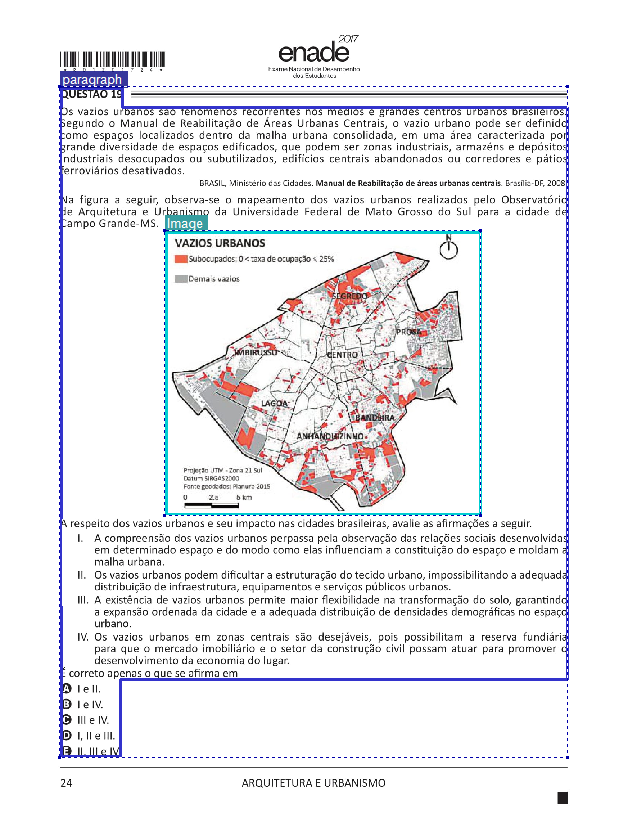 2017
enade
Exame Nacional de Desempenho
dos Estudantes
paragraph
QUESTÃO 19
Os vazios urbanos são fenômenos recorrentes nos médios e grandes centros urbanos brasileiros.
Segundo o Manual de Reabilitação de Áreas Urbanas Centrais, o vazio urbano pode ser definido
como espaços localizados dentro da malha urbana consolidada, em uma área caracterizada por
grande diversidade de espaços edificados, que podem ser zonas industriais, armazéns e depósitos
industriais desocupados ou subutilizados, edifícios centrais abandonados ou corredores e pátios
ferroviários desativados.
BRASIL, Ministério das Cidades. Manual de Reabilitação de áreas urbanas centrais. Brasília-DF, 2008.
Na figura a seguir, observa-se o mapeamento dos vazios urbanos realizados pelo Observatório
de Arquitetura e Urbanismo da Universidade Federal de Mato Grosso do Sul para a cidade de
Campo Grande-MS.
Image
VAZIOS URBANOS
Subocupados: 0 < taxa de ocupação ≤ 25%
Demais vazios
N
SEGREDO
PROSA
IMBIRUSSU
CENTRO
LAGOA
BANDEIRA
ANHANDUIZINHO
Projeção UTM - Zona 21 Sul
Datum SIRGAS2000
Fonte geodados: Planurb 2015
0 2.5 5 km
A respeito dos vazios urbanos e seu impacto nas cidades brasileiras, avalie as afirmações a seguir.
I. A compreensão dos vazios urbanos perpassa pela observação das relações sociais desenvolvidas
em determinado espaço e do modo como elas influenciam a constituição do espaço e moldam a
malha urbana.
II. Os vazios urbanos podem dificultar a estruturação do tecido urbano, impossibilitando a adequada
distribuição de infraestrutura, equipamentos e serviços públicos urbanos.
III. A existência de vazios urbanos permite maior flexibilidade na transformação do solo, garantindo
a expansão ordenada da cidade e a adequada distribuição de densidades demográficas no espaço
urbano.
IV. Os vazios urbanos em zonas centrais são desejáveis, pois possibilitam a reserva fundiária
para que o mercado imobiliário e o setor da construção civil possam atuar para promover o
desenvolvimento da economia do lugar.
É correto apenas o que se afirma em
A I e II.
B I e IV.
C III e IV.
D I, II e III.
E II, III e IV.
24 ARQUITETURA E URBANISMO